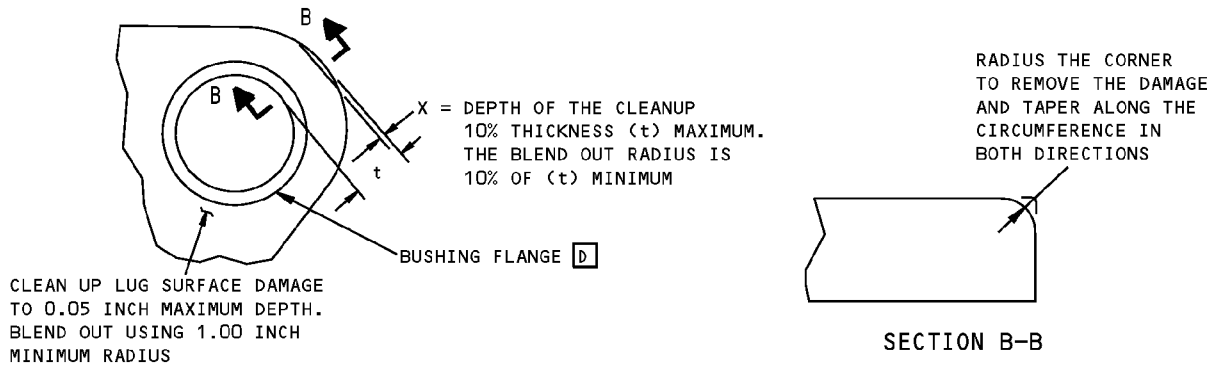 B
B
X = DEPTH OF THE CLEANUP
10% THICKNESS (t) MAXIMUM.
THE BLEND OUT RADIUS IS
10% OF (t) MINIMUM
t
BUSHING FLANGE D
CLEAN UP LUG SURFACE DAMAGE
TO 0.05 INCH MAXIMUM DEPTH.
BLEND OUT USING 1.00 INCH
MINIMUM RADIUS
RADIUS THE CORNER
TO REMOVE THE DAMAGE
AND TAPER ALONG THE
CIRCUMFERENCE IN
BOTH DIRECTIONS
SECTION B-B